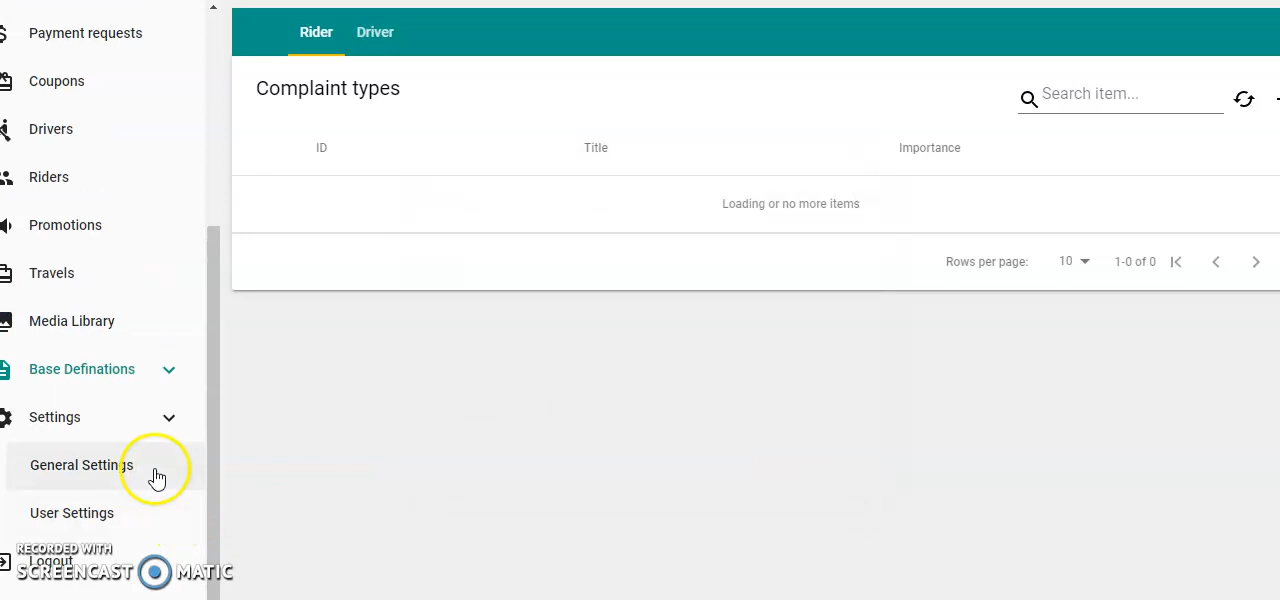 Payment requests
Coupons
Drivers
Riders
Promotions
Travels
Media Library
Base Definations
Settings
General Settings
User Settings
Logout
RECORDED WITH
SCREENCAST MATIC
Rider Driver
Complaint types
Search item...
ID Title Importance
Loading or no more items
Rows per page: 10 1-0 of 0